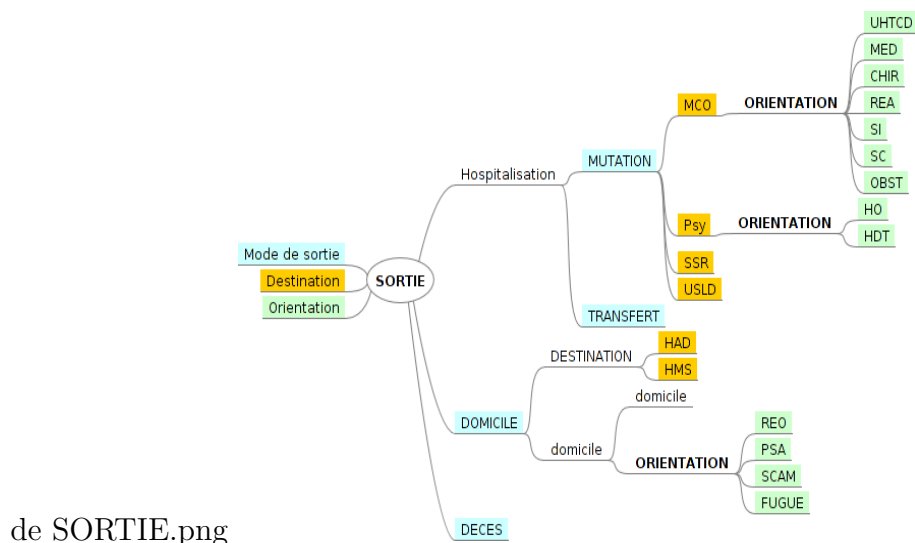 Mode de sortie
Destination
Orientation
SORTIE
Hospitalisation
MUTATION
MCO
ORIENTATION
UHTCD
MED
CHIR
REA
SI
SC
OBST
Psy
ORIENTATION
HO
HDT
SSR
USLD
TRANSFERT
DOMICILE
DESTINATION
HAD
HMS
domicile
domicile
ORIENTATION
REO
PSA
SCAM
FUGUE
DECES
de SORTIE.png